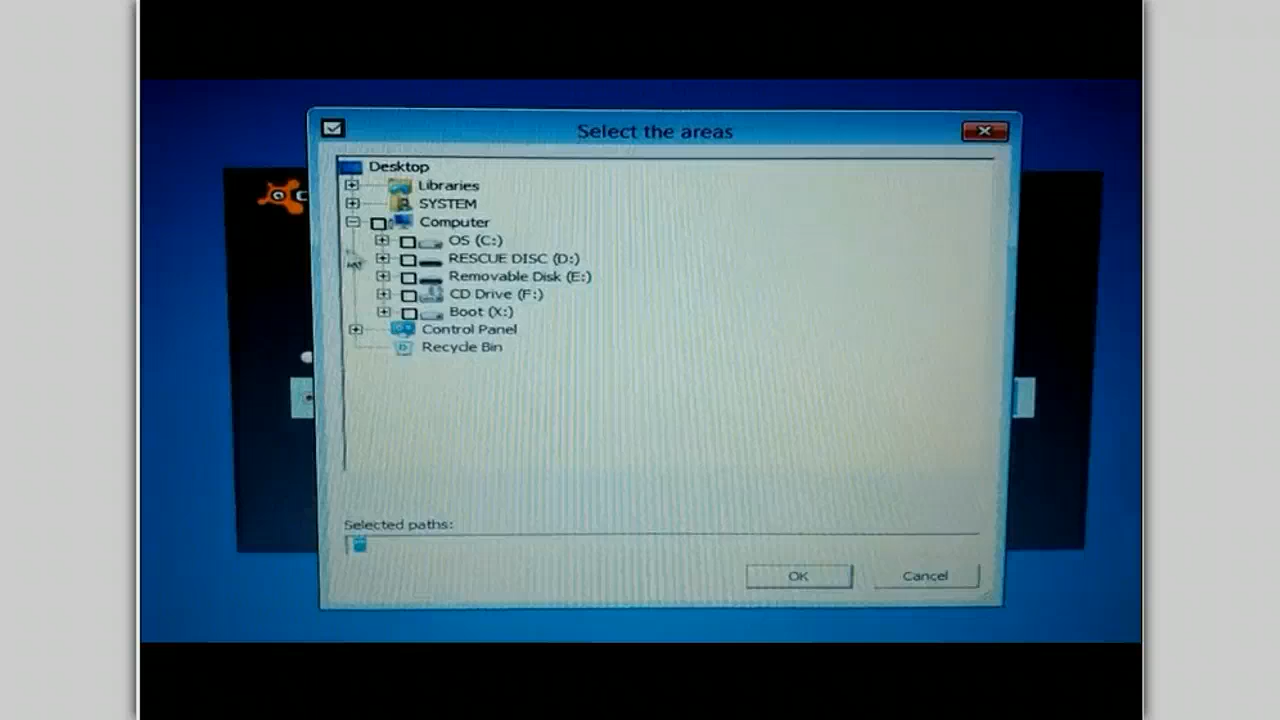 Select the areas
Desktop
Libraries
SYSTEM
Computer
OS (C:)
RESCUE DISC (D:)
Removable Disk (E:)
CD Drive (F:)
Boot (X:)
Control Panel
Recycle Bin
Selected paths:
OK
Cancel